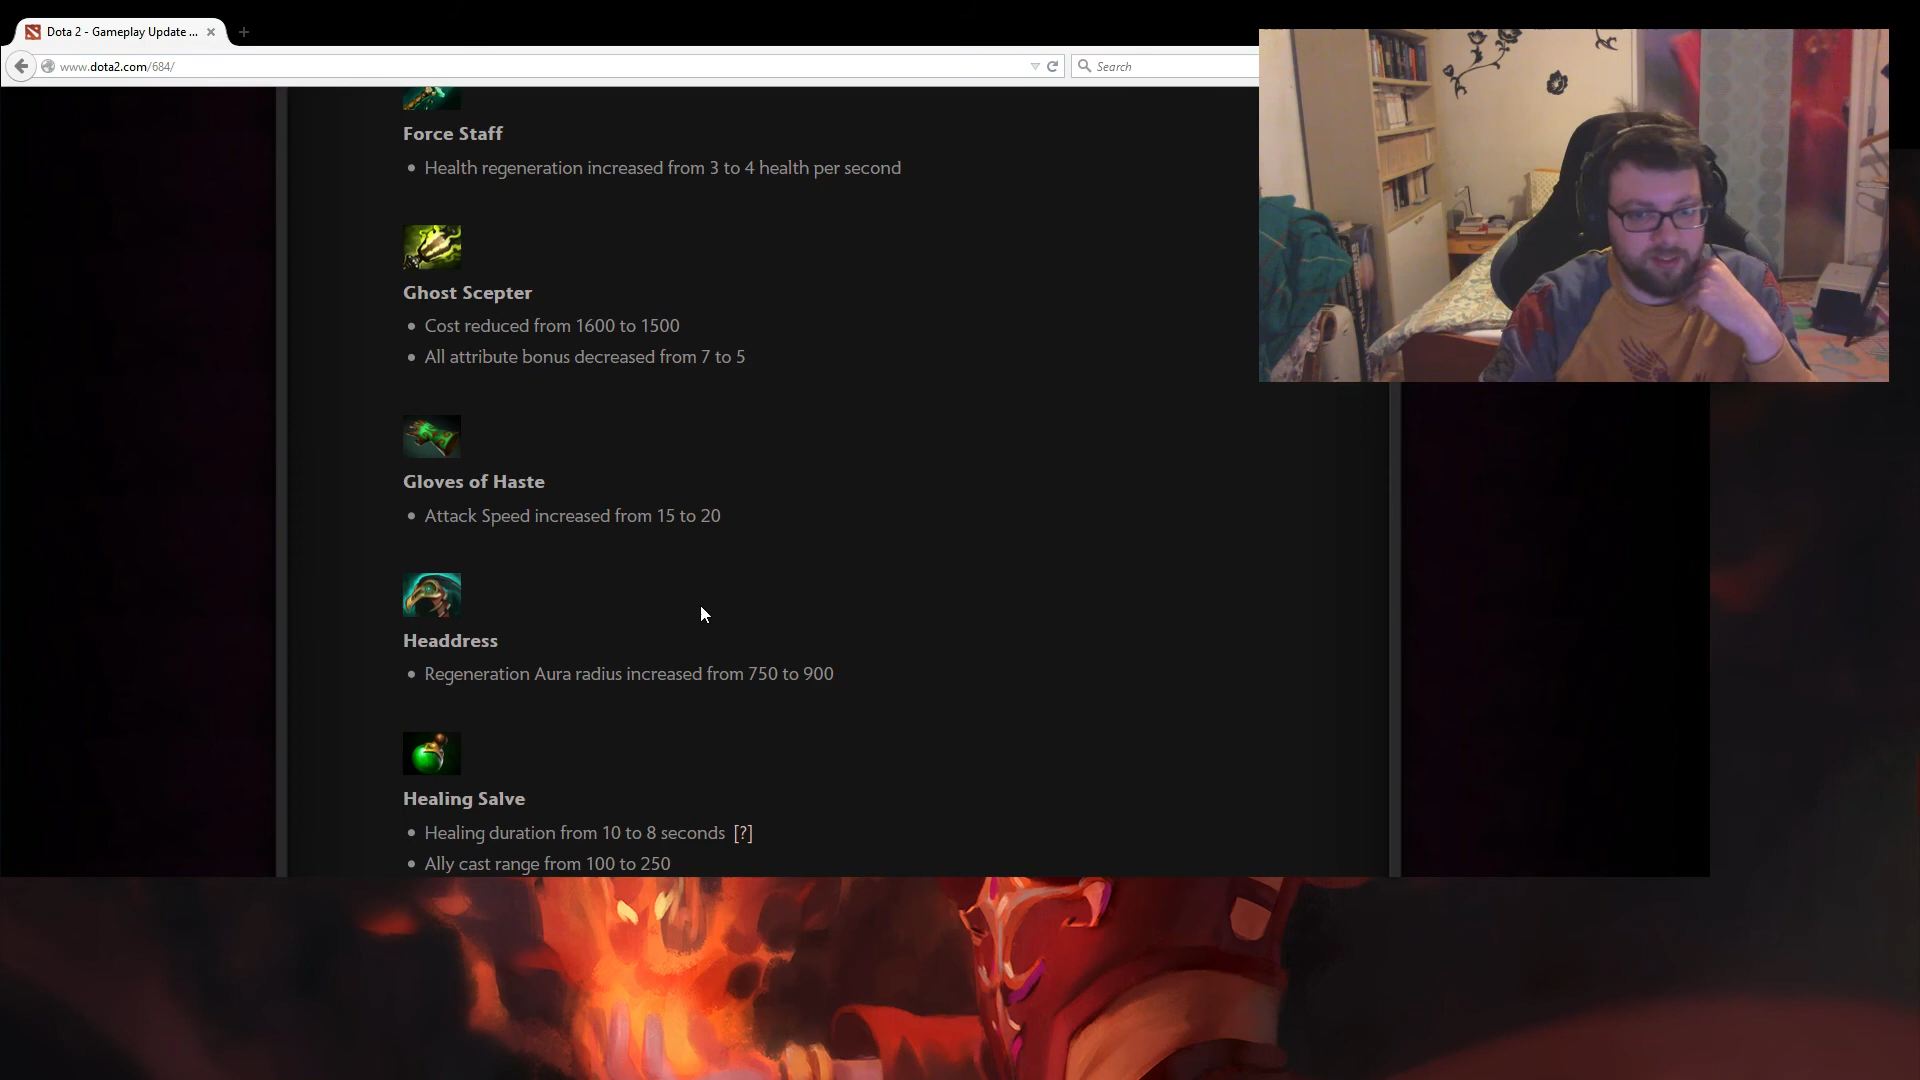 Dota 2 - Gameplay Update ...
www.dota2.com/684/
Search
Force Staff
Health regeneration increased from 3 to 4 health per second
Ghost Scepter
Cost reduced from 1600 to 1500
All attribute bonus decreased from 7 to 5
Gloves of Haste
Attack Speed increased from 15 to 20
Headdress
Regeneration Aura radius increased from 750 to 900
Healing Salve
Healing duration from 10 to 8 seconds [?]
Ally cast range from 100 to 250